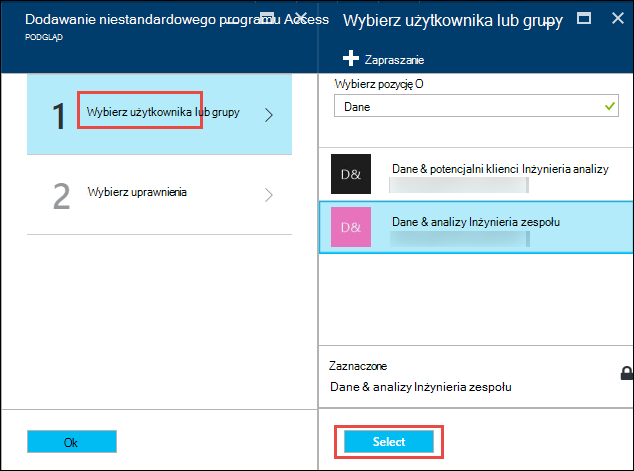 Dodawanie niestandardowego programu Access
PODGLĄD
1 Wybierz użytkownika lub grupy
2 Wybierz uprawnienia
Ok
Wybierz użytkownika lub grupy
Zapraszanie
Wybierz pozycję O
Dane
D& Dane & potencjalni klienci Inżynieria analizy
D& Dane & analizy Inżynieria zespołu
Zaznaczone
Dane & analizy Inżynieria zespołu
Select